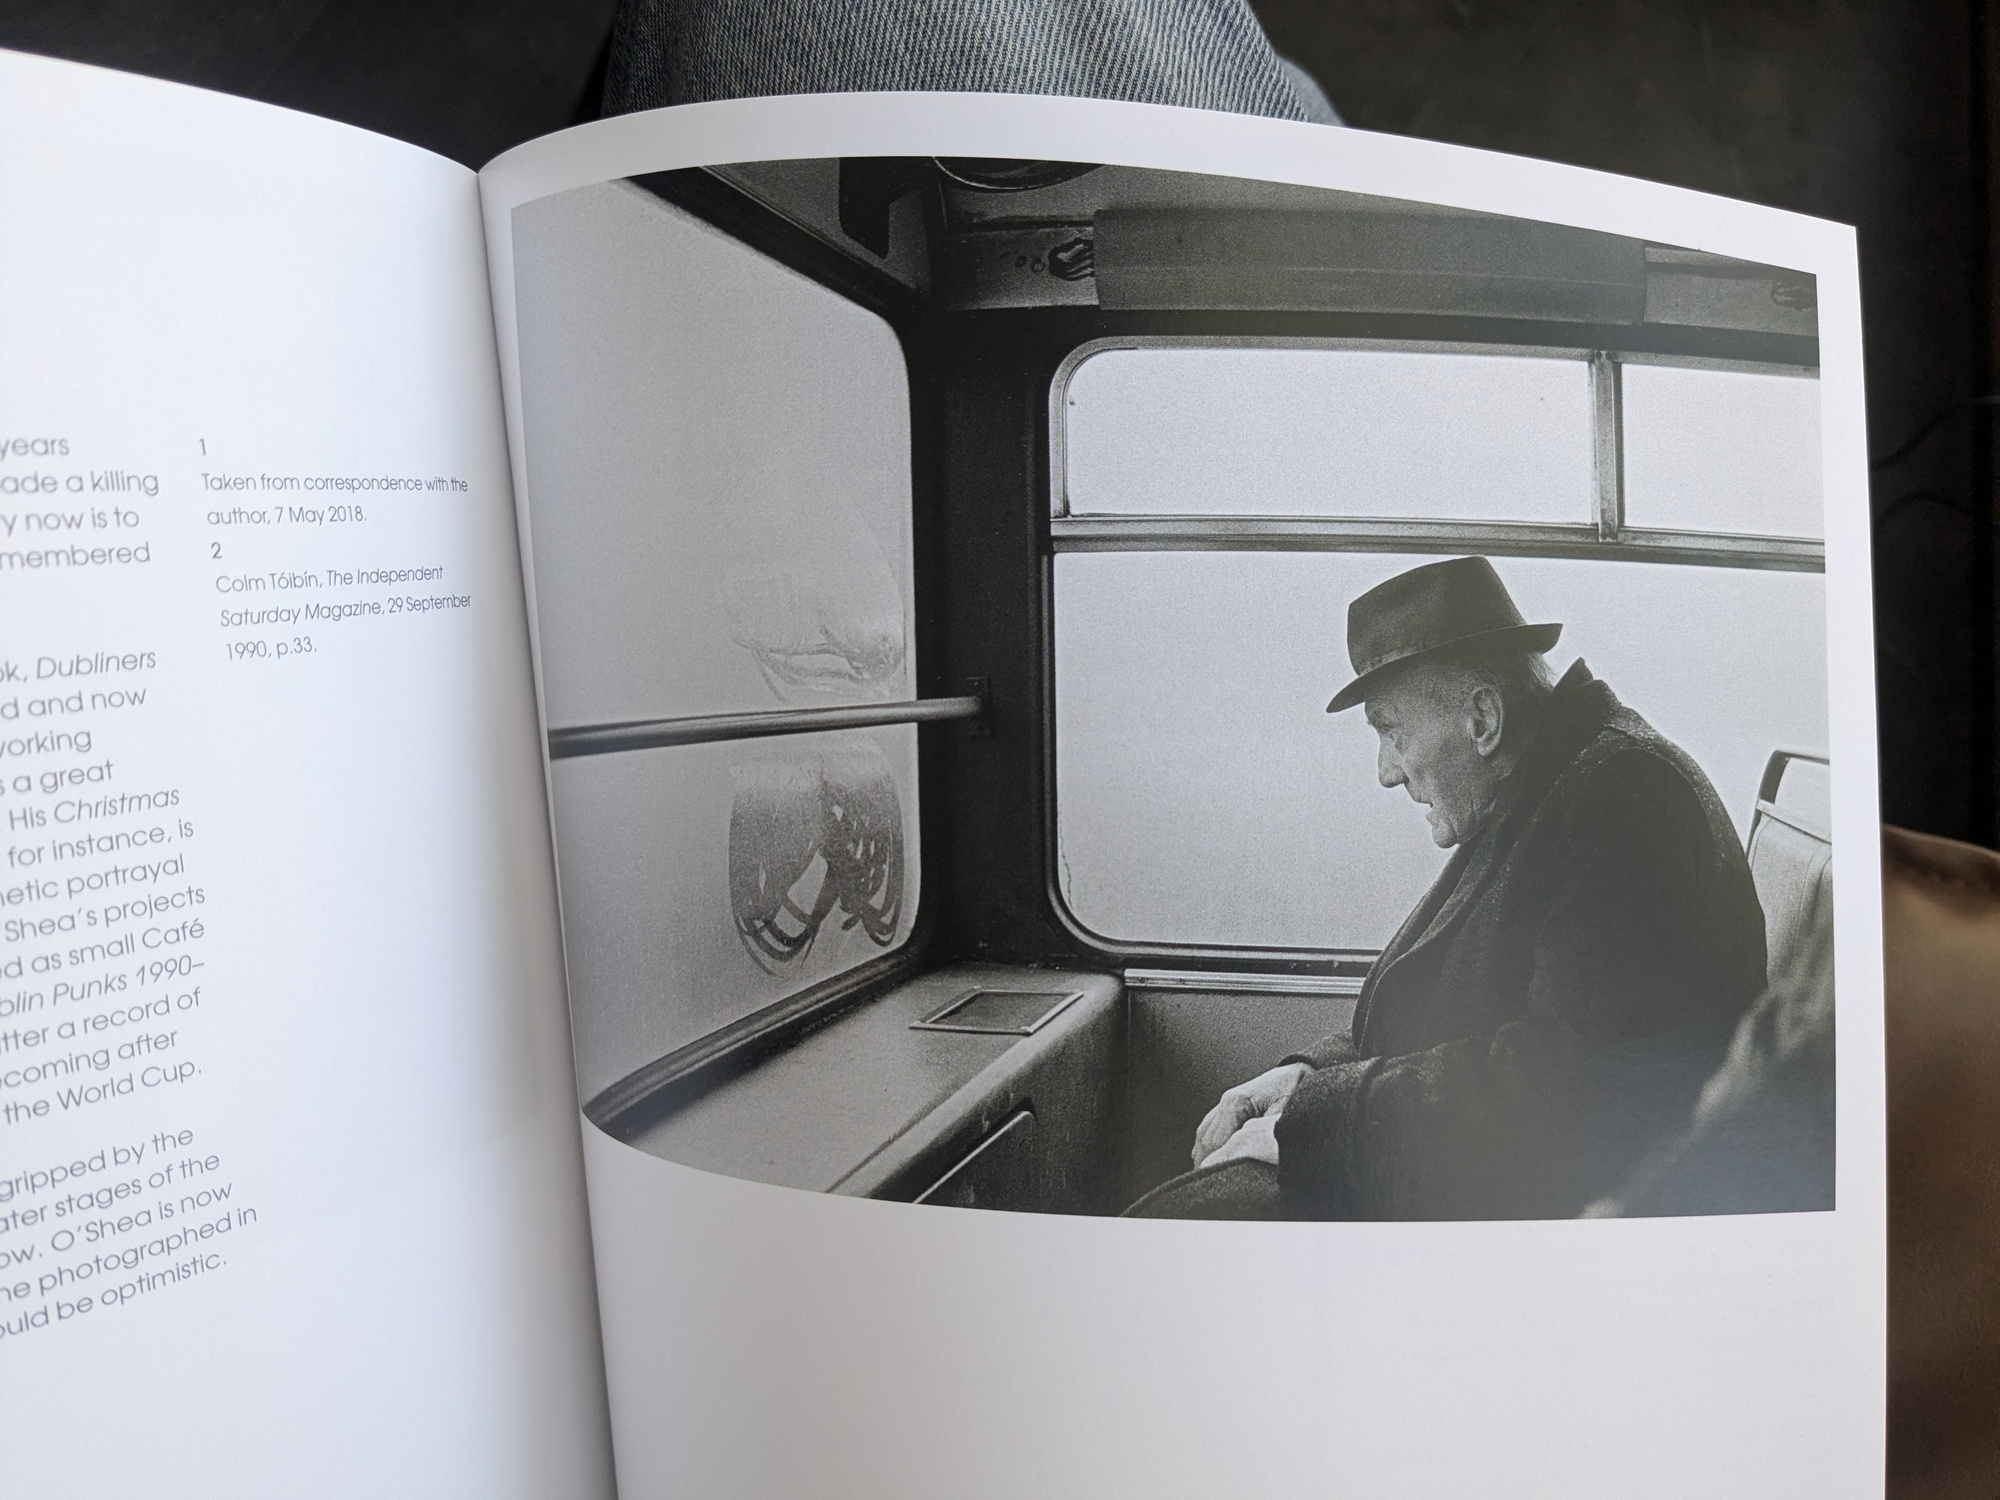 years
ade a killing
y now is to
membered
ok, Dubliners
d and now
working
s a great
His Christmas
for instance, is
netic portrayal
Shea's projects
ed as small Café
blin Punks 1990–
tter a record of
coming after
the World Cup.
gripped by the
ater stages of the
ow. O'Shea is now
he photographed in
ould be optimistic.
1
Taken from correspondence with the
author, 7 May 2018.
2
Colm Tóibín, The Independent
Saturday Magazine, 29 September
1990, p.33.